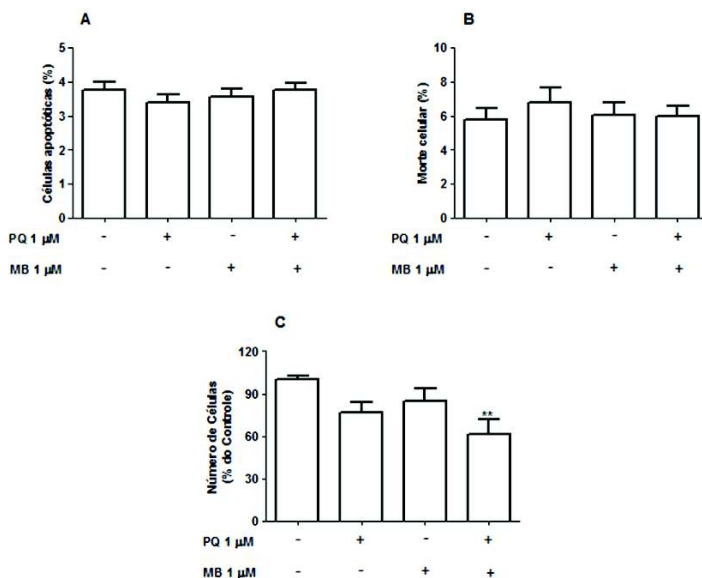 A
Células apoptóticas (%)
5
4
3
2
1
0
PQ 1 µM - + - +
MB 1 µM - - + +
B
Morte celular (%)
10
8
6
4
2
0
PQ 1 µM - + - +
MB 1 µM - - + +
C
Número de Células
(% do Controle)
120
90
60
30
0
**
PQ 1 µM - + - +
MB 1 µM - - + +